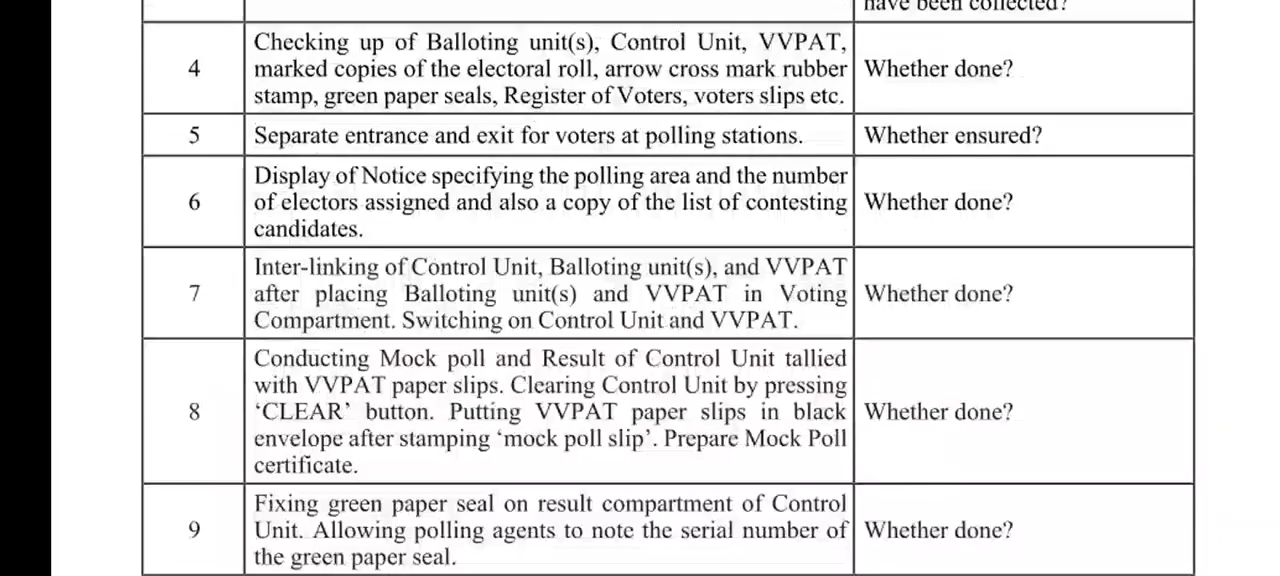 have been collected?
4
Checking up of Balloting unit(s), Control Unit, VVPAT,
marked copies of the electoral roll, arrow cross mark rubber
stamp, green paper seals, Register of Voters, voters slips etc.
Whether done?
5
Separate entrance and exit for voters at polling stations.
Whether ensured?
6
Display of Notice specifying the polling area and the number
of electors assigned and also a copy of the list of contesting
candidates.
Whether done?
7
Inter-linking of Control Unit, Balloting unit(s), and VVPAT
after placing Balloting unit(s) and VVPAT in Voting
Compartment. Switching on Control Unit and VVPAT.
Whether done?
8
Conducting Mock poll and Result of Control Unit tallied
with VVPAT paper slips. Clearing Control Unit by pressing
‘CLEAR’ button. Putting VVPAT paper slips in black
envelope after stamping ‘mock poll slip’. Prepare Mock Poll
certificate.
Whether done?
9
Fixing green paper seal on result compartment of Control
Unit. Allowing polling agents to note the serial number of
the green paper seal.
Whether done?